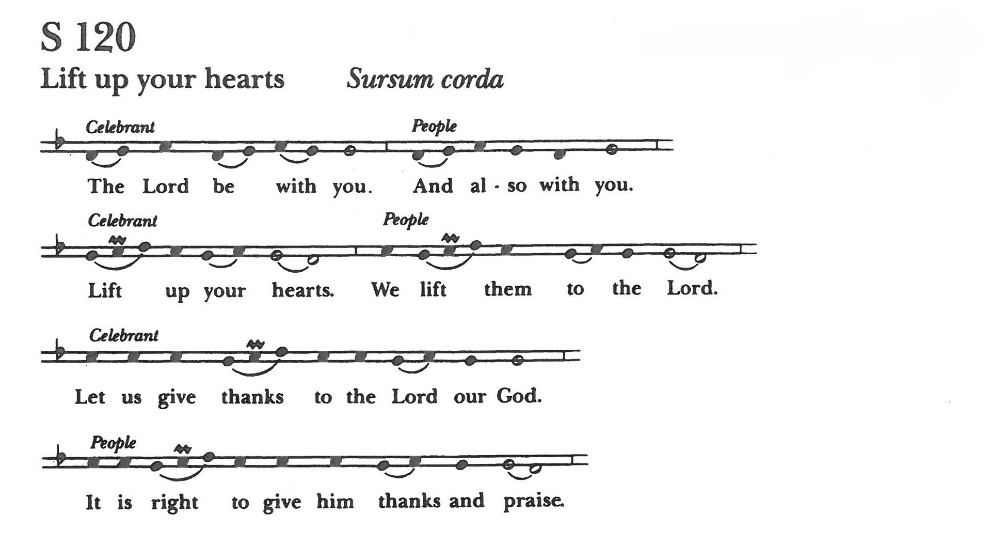 S 120
Lift up your hearts Sursum corda
Celebrant People
The Lord be with you. And al - so with you.
Celebrant People
Lift up your hearts. We lift them to the Lord.
Celebrant
Let us give thanks to the Lord our God.
People
It is right to give him thanks and praise.